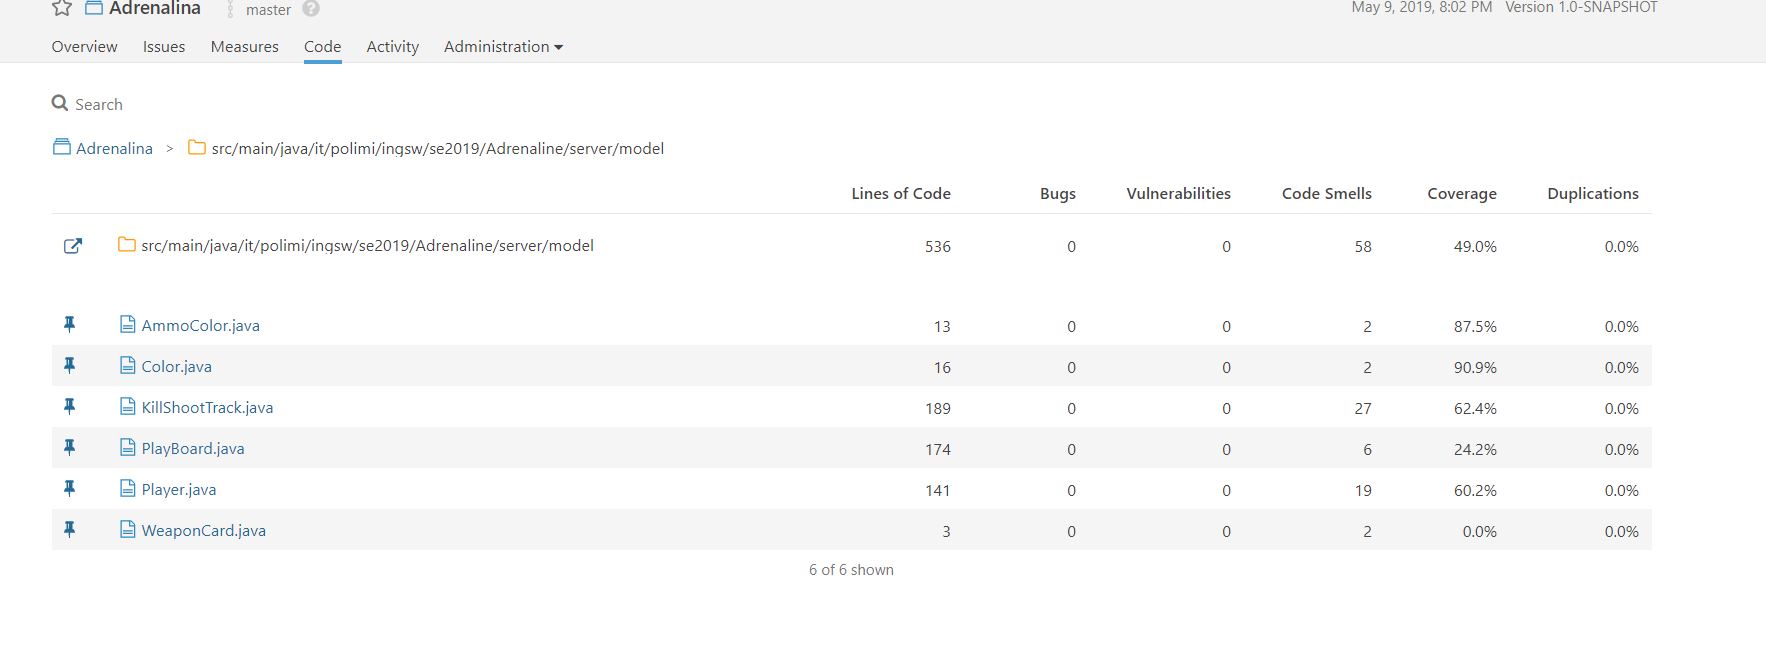 Adrenalina master ? May 9, 2019, 8:02 PM Version 1.0-SNAPSHOT
Overview Issues Measures Code Activity Administration
Search
Adrenalina > src/main/java/it/polimi/ingsw/se2019/Adrenaline/server/model
Lines of Code Bugs Vulnerabilities Code Smells Coverage Duplications
src/main/java/it/polimi/ingsw/se2019/Adrenaline/server/model 536 0 0 58 49.0% 0.0%
AmmoColor.java 13 0 0 2 87.5% 0.0%
Color.java 16 0 0 2 90.9% 0.0%
KillShootTrack.java 189 0 0 27 62.4% 0.0%
PlayBoard.java 174 0 0 6 24.2% 0.0%
Player.java 141 0 0 19 60.2% 0.0%
WeaponCard.java 3 0 0 2 0.0% 0.0%
6 of 6 shown